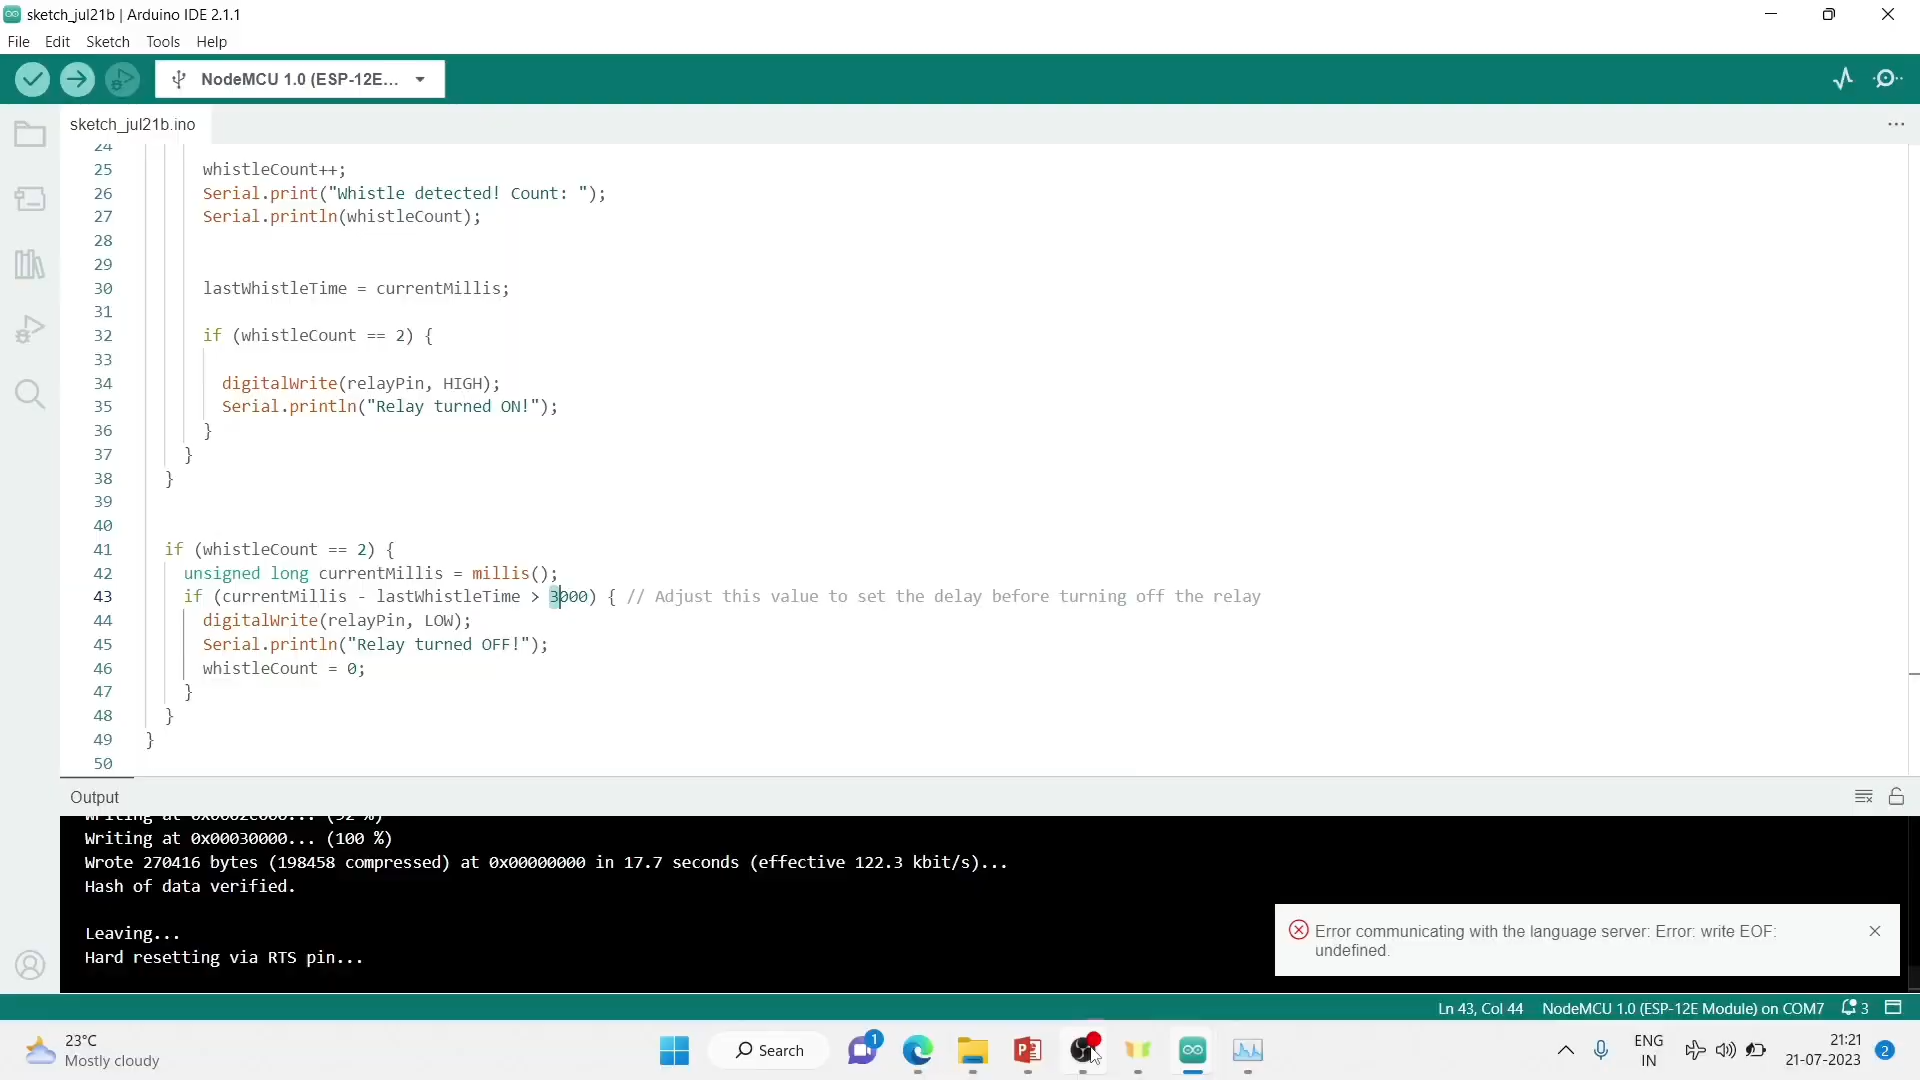 sketch_jul21b | Arduino IDE 2.1.1
File Edit Sketch Tools Help
NodeMCU 1.0 (ESP-12E...
sketch_jul21b.ino
24
25 whistleCount++;
26 Serial.print("Whistle detected! Count: ");
27 Serial.println(whistleCount);
28
29
30 lastWhistleTime = currentMillis;
31
32 if (whistleCount == 2) {
33
34 digitalWrite(relayPin, HIGH);
35 Serial.println("Relay turned ON!");
36 }
37 }
38 }
39
40
41 if (whistleCount == 2) {
42 unsigned long currentMillis = millis();
43 if (currentMillis - lastWhistleTime > 3000) { // Adjust this value to set the delay before turning off the relay
44 digitalWrite(relayPin, LOW);
45 Serial.println("Relay turned OFF!");
46 whistleCount = 0;
47 }
48 }
49 }
50
Output
Writing at 0x0002c000... (92 %)
Writing at 0x00030000... (100 %)
Wrote 270416 bytes (198458 compressed) at 0x00000000 in 17.7 seconds (effective 122.3 kbit/s)...
Hash of data verified.
Leaving...
Hard resetting via RTS pin...
Error communicating with the language server: Error: write EOF:
undefined.
Ln 43, Col 44 NodeMCU 1.0 (ESP-12E Module) on COM7 3
23°C
Mostly cloudy
Search
1
ENG
IN
21:21
21-07-2023
2